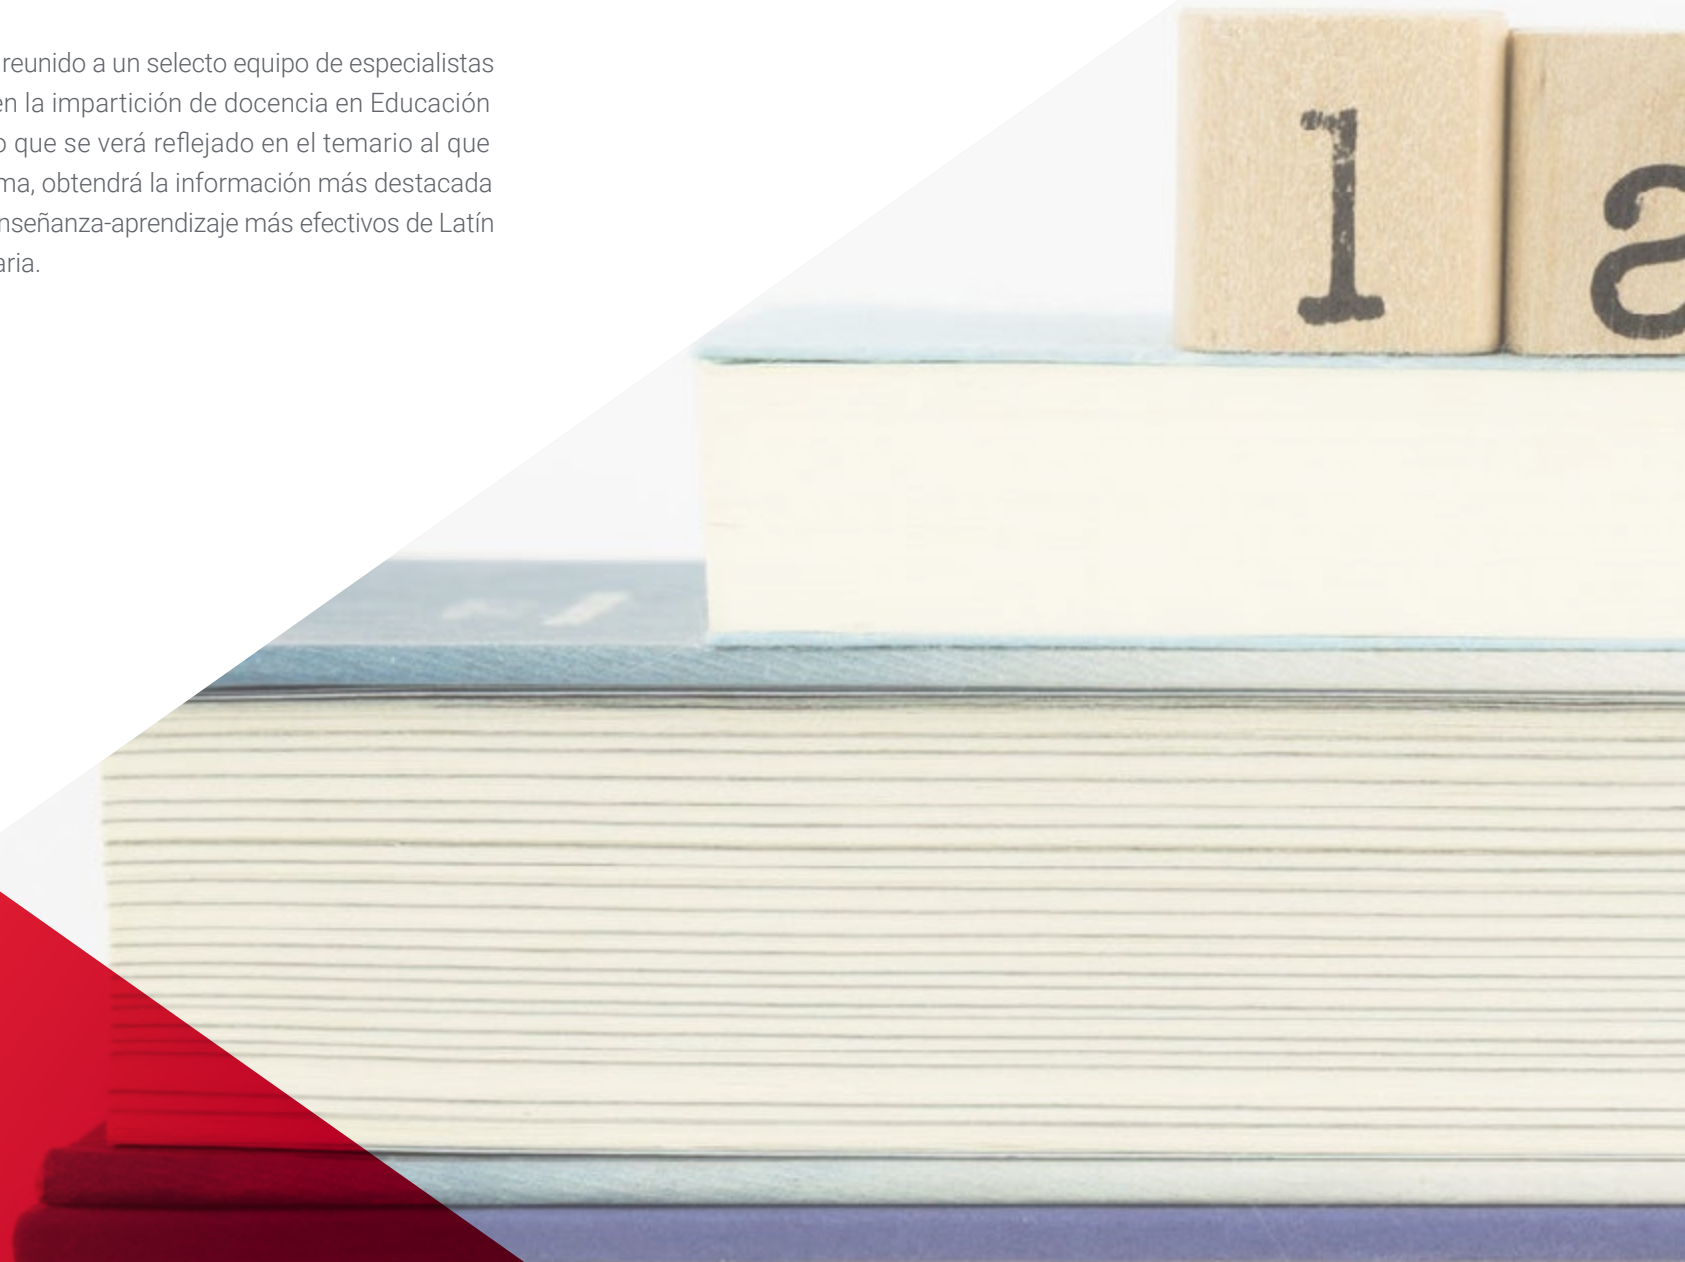 reunido a un selecto equipo de especialistas
en la impartición de docencia en Educación
o que se verá reflejado en el temario al que
ma, obtendrá la información más destacada
nseñanza-aprendizaje más efectivos de Latín
aria.
la